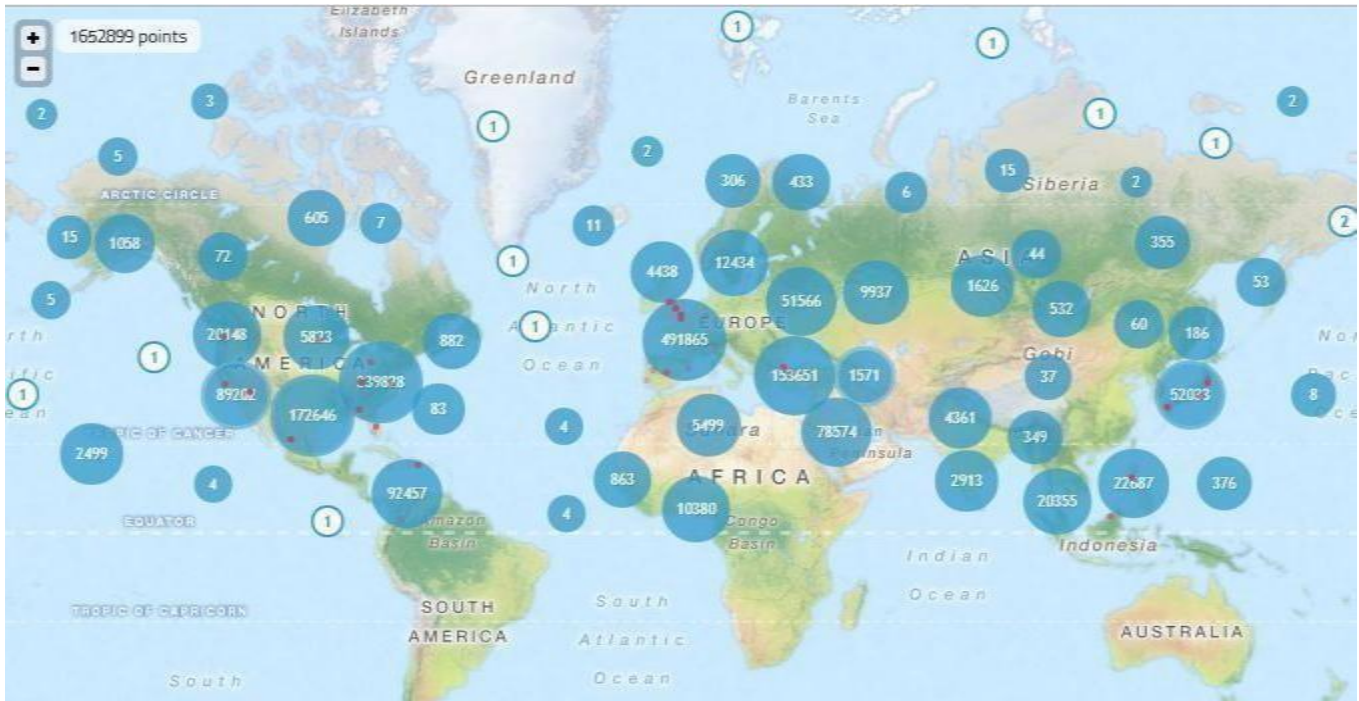 Elizabeth
Islands
+
1652899 points
−
Greenland
Barents
Sea
1
1
2
3
1
1
2
2
1
5
306
433
15
6
Siberia
2
ARCTIC CIRCLE
605
7
11
15
1058
355
2
72
4438
12434
ASIA
44
1
53
5
North
51566
9937
1626
532
Atlantic
NORTH
20148
5823
882
1
491865
EUROPE
60
186
Ocean
Gobi
1
AMERICA
153651
1571
37
1
89202
172646
83
52033
8
4361
4
5499
Sahara
78574
349
TROPIC OF CANCER
2499
Peninsula
AFRICA
4
92457
863
2913
22687
376
20355
10380
4
1
EQUATOR
Amazon
Basin
Congo
Basin
Indonesia
Indian
Ocean
TROPIC OF CAPRICORN
SOUTH
AMERICA
South
Atlantic
Ocean
AUSTRALIA
South